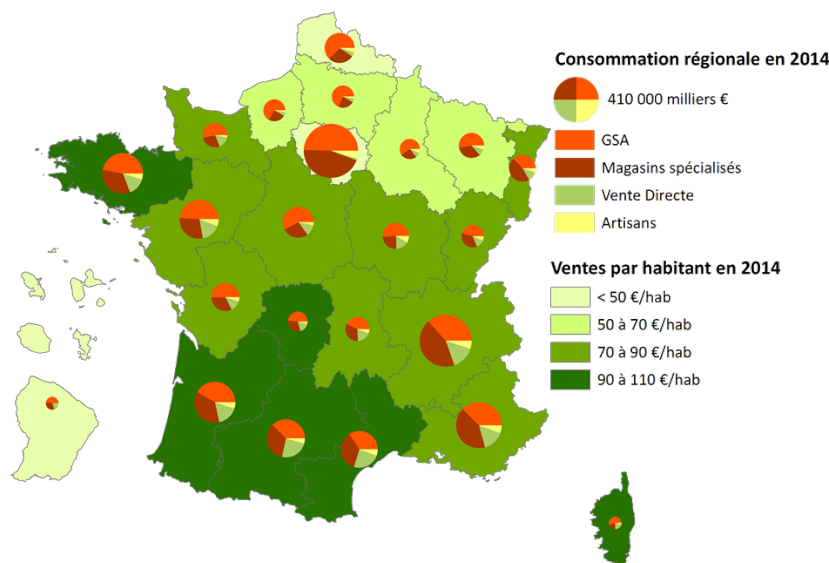 Consommation régionale en 2014
410 000 milliers €
GSA
Magasins spécialisés
Vente Directe
Artisans
Ventes par habitant en 2014
< 50 €/hab
50 à 70 €/hab
70 à 90 €/hab
90 à 110 €/hab